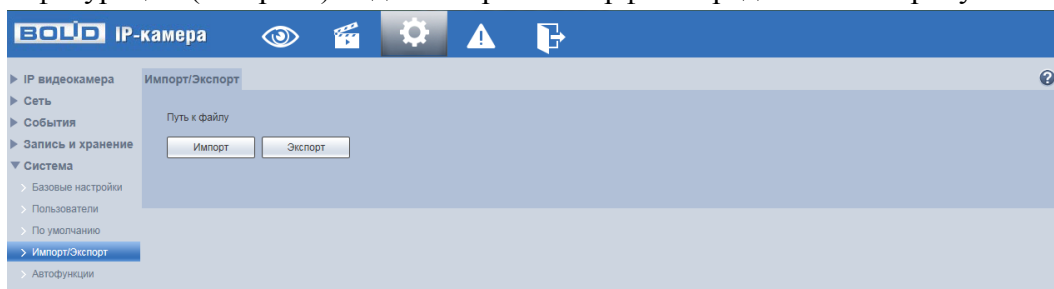 BOLID IP-камера
IP видеокамера
Импорт/Экспорт
Сеть
События
Путь к файлу
Запись и хранение
Импорт
Экспорт
Система
Базовые настройки
Пользователи
По умолчанию
Импорт/Экспорт
Автофункции